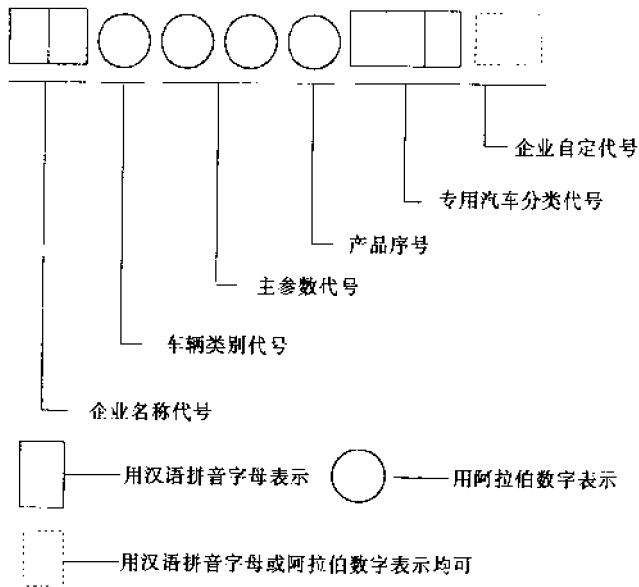 企业自定代号
专用汽车分类代号
产品序号
主参数代号
车辆类别代号
企业名称代号
用汉语拼音字母表示
用阿拉伯数字表示
用汉语拼音字母或阿拉伯数字表示均可